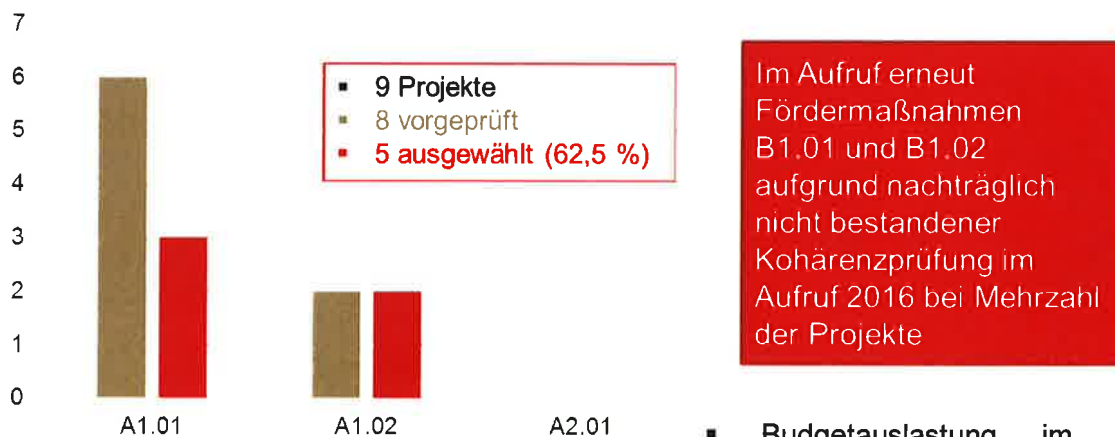 7
6
5
4
3
2
1
0
A1.01 A1.02 A2.01
▪ 9 Projekte
▪ 8 vorgeprüft
▪ 5 ausgewählt (62,5 %)
Im Aufruf erneut
Fördermaßnahmen
B1.01 und B1.02
aufgrund nachträglich
nicht bestandener
Kohärenzprüfung im
Aufruf 2016 bei Mehrzahl
der Projekte
▪ Budgetauslastung im